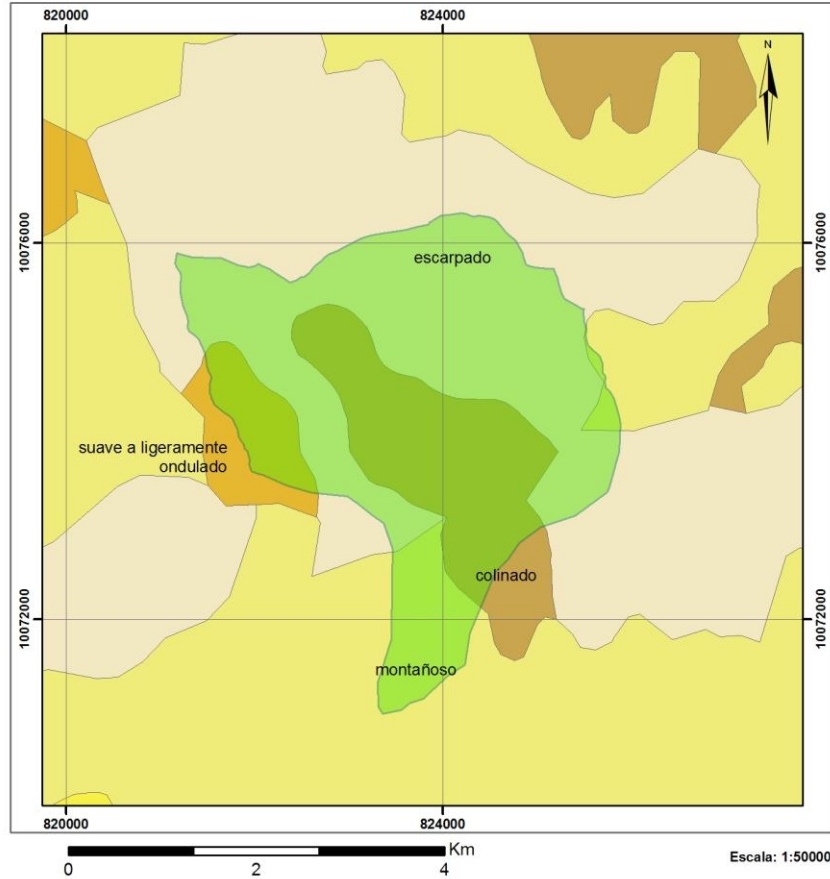 820000
824000
N
10076000
10076000
escarpado
suave a ligeramente
ondulado
colinado
10072000
10072000
montañoso
820000
824000
Km
0
2
4
Escala: 1:50000